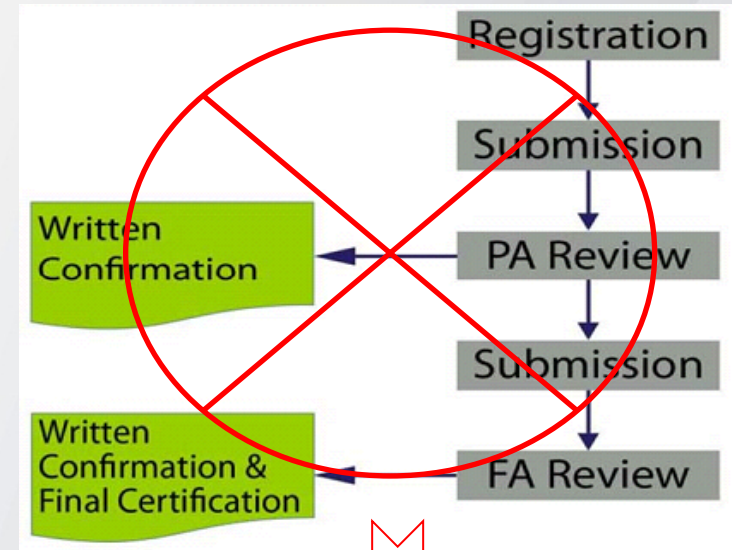 Registration
Submission
Written
Confirmation
PA Review
Submission
Written
Confirmation &
Final Certification
FA Review